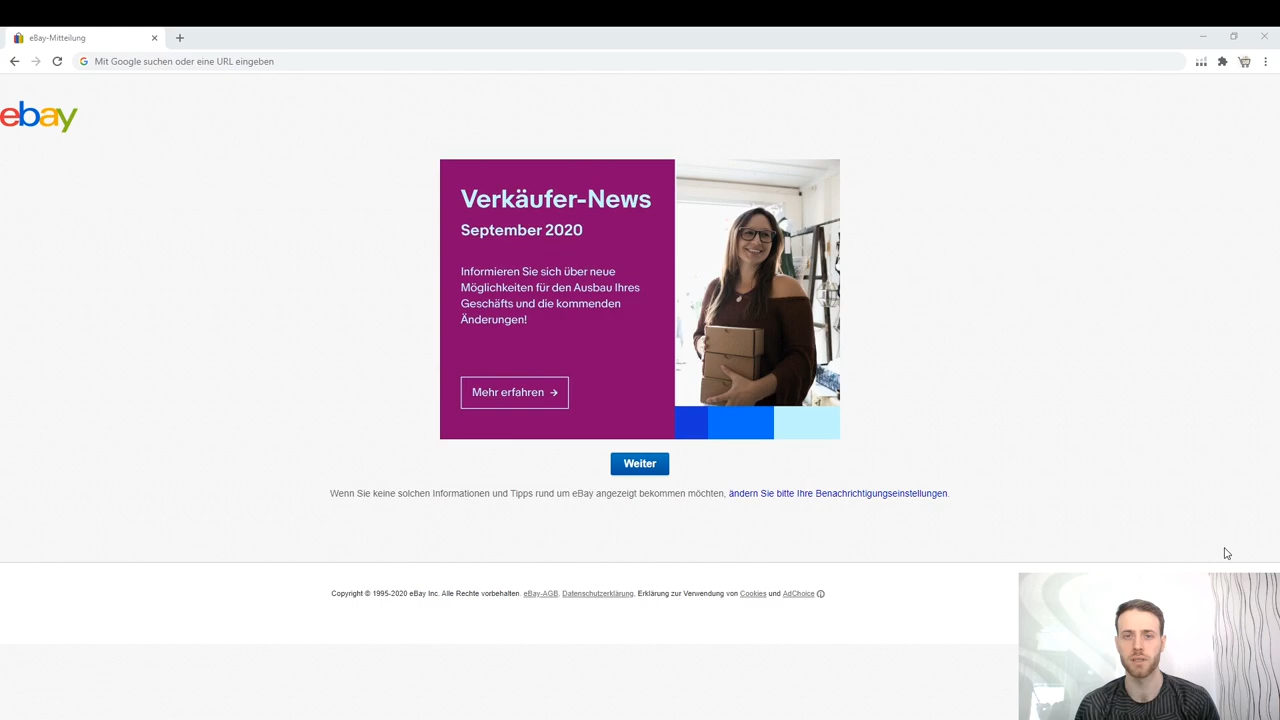 eBay-Mitteilung
Mit Google suchen oder eine URL eingeben
ebay
Verkäufer-News
September 2020
Informieren Sie sich über neue
Möglichkeiten für den Ausbau Ihres
Geschäfts und die kommenden
Änderungen!
Mehr erfahren →
Weiter
Wenn Sie keine solchen Informationen und Tipps rund um eBay angezeigt bekommen möchten, ändern Sie bitte Ihre Benachrichtigungseinstellungen.
Copyright © 1995-2020 eBay Inc. Alle Rechte vorbehalten. eBay-AGB, Datenschutzerklärung, Erklärung zur Verwendung von Cookies und AdChoice